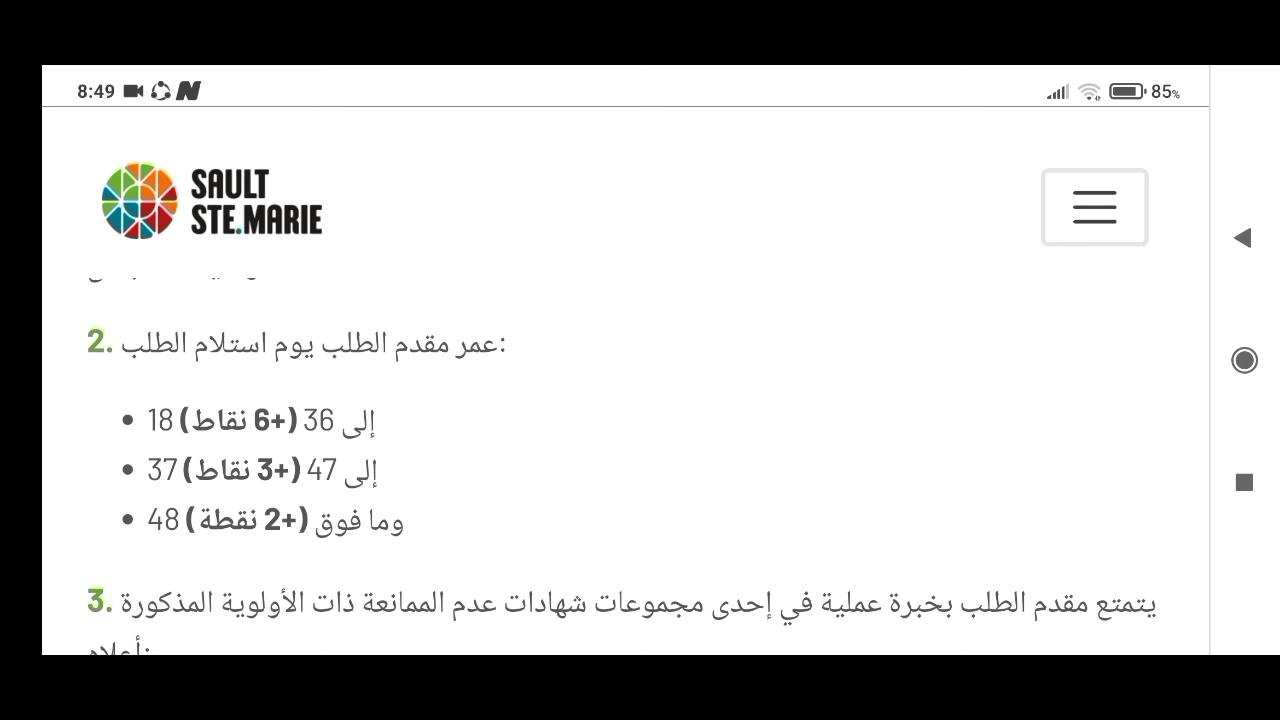 8:49
85%
SAULT
STE.MARIE
2. عمر مقدم الطلب يوم استلام الطلب:
18 إلى 36 (+6 نقاط)
37 إلى 47 (+3 نقاط)
48 وما فوق (+2 نقطة)
3. يتمتع مقدم الطلب بخبرة عملية في إحدى مجموعات شهادات عدم الممانعة ذات الأولوية المذكورة